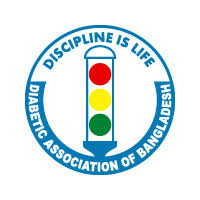 DISCIPLINE IS LIFE
DIABETIC ASSOCIATION OF BANGLADESH